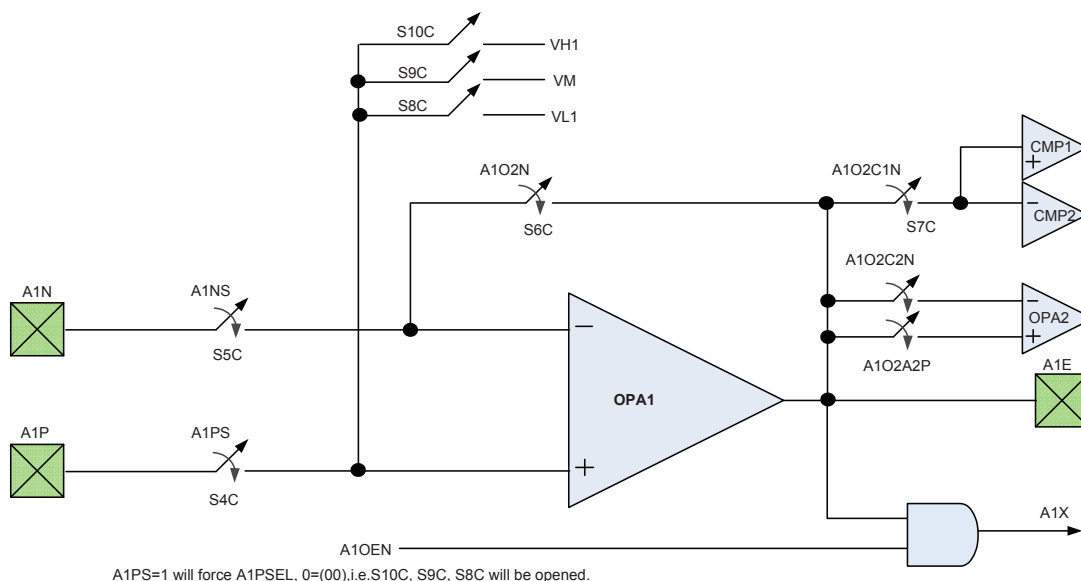 S10C
VH1
S9C
VM
S8C
VL1
CMP1
+
A1O2N
A1O2C1N
S6C
S7C
−
CMP2
A1O2C2N
A1N
A1NS
−
OPA2
+
S5C
−
A1O2A2P
A1E
OPA1
A1P
A1PS
+
S4C
A1X
A1OEN
A1PS=1 will force A1PSEL, 0=(00),i.e.S10C, S9C, S8C will be opened.